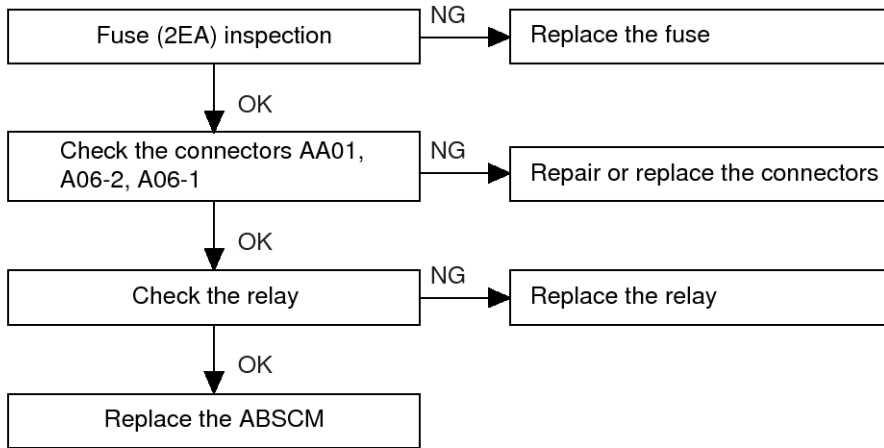 Fuse (2EA) inspection
NG
Replace the fuse
OK
Check the connectors AA01,
A06-2, A06-1
NG
Repair or replace the connectors
OK
Check the relay
NG
Replace the relay
OK
Replace the ABSCM